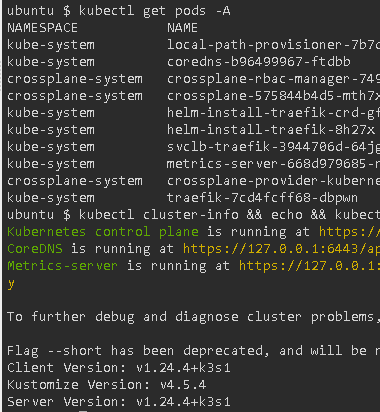 ubuntu $ kubectl get pods -A
NAMESPACE NAME
kube-system local-path-provisioner-7b7d
kube-system coredns-b96499967-ftdbb
crossplane-system crossplane-rbac-manager-749
crossplane-system crossplane-575844b4d5-mth7x
kube-system helm-install-traefik-crd-gf
kube-system helm-install-traefik-8h27x
kube-system svclb-traefik-3944706d-64jg
kube-system metrics-server-668d979685-r
crossplane-system crossplane-provider-kuberne
kube-system traefik-7cd4fcff68-dbpwn
ubuntu $ kubectl cluster-info && echo && kubect
Kubernetes control plane is running at https:/
CoreDNS is running at https://127.0.0.1:6443/ap
Metrics-server is running at https://127.0.0.1:
y
To further debug and diagnose cluster problems,
Flag --short has been deprecated, and will be r
Client Version: v1.24.4+k3s1
Kustomize Version: v4.5.4
Server Version: v1.24.4+k3s1